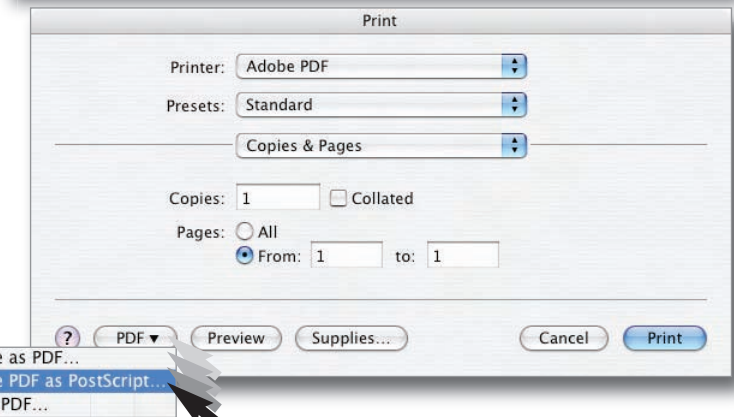 Print
Printer: Adobe PDF
Presets: Standard
Copies & Pages
Copies: 1 Collated
Pages: All
From: 1 to: 1
? PDF ▼ Preview Supplies... Cancel Print
as PDF...
PDF as PostScript...
PDF...